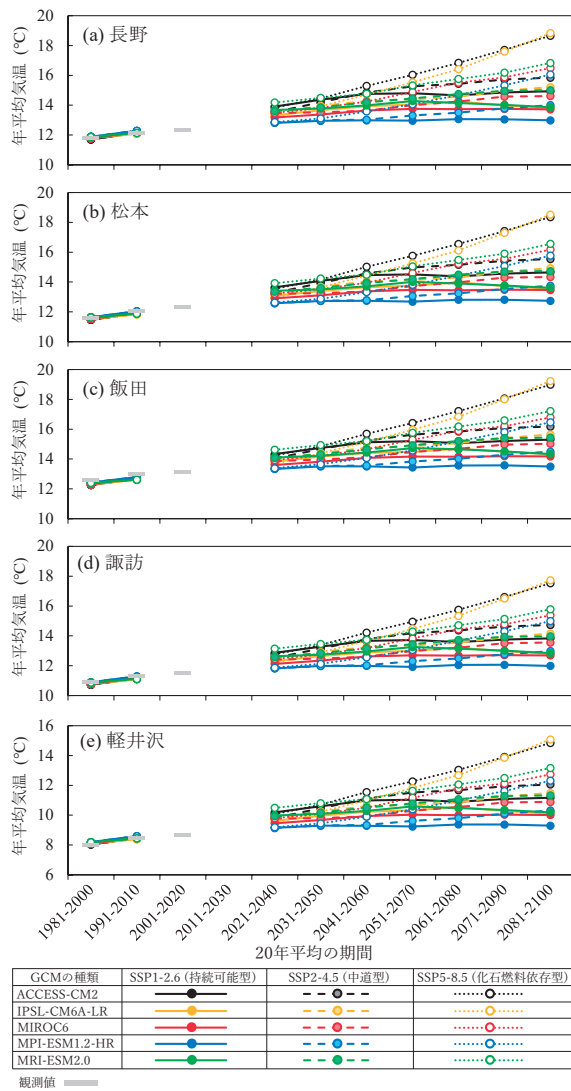 年平均気温 (℃)
20
18
16
14
12
10
(a) 長野
年平均気温 (℃)
20
18
16
14
12
10
(b) 松本
年平均気温 (℃)
20
18
16
14
12
10
(c) 飯田
年平均気温 (℃)
20
18
16
14
12
10
(d) 諏訪
年平均気温 (℃)
16
14
12
10
8
6
(e) 軽井沢
1981-2000
1991-2010
2001-2020
2011-2030
2021-2040
2031-2050
2041-2060
2051-2070
2061-2080
2071-2090
2081-2100
20年平均の期間
GCMの種類 SSP1-2.6 (持続可能型) SSP2-4.5 (中道型) SSP5-8.5 (化石燃料依存型)
ACCESS-CM2
IPSL-CM6A-LR
MIROC6
MPI-ESM1.2-HR
MRI-ESM2.0
観測値